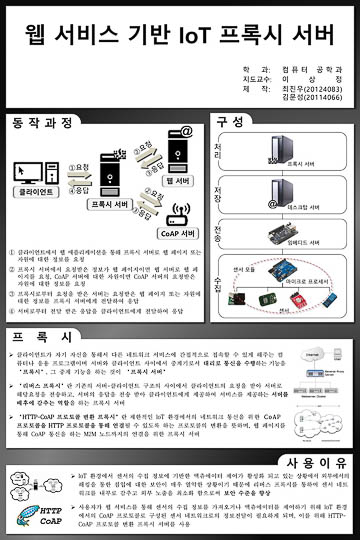 웹 서비스 기반 IoT 프록시 서버
학 과: 컴퓨터 공학과
지도교수: 이 상 정
제 작: 최진우(20124083)
김문성(20114066)
동작과정
①요청
④응답
클라이언트
프록시 서버
②요청
③응답
웹 서버
②요청
③응답
CoAP 서버
① 클라이언트에서 웹 애플리케이션을 통해 프록시 서버로 웹 페이지 또는
자원에 대한 정보를 요청
② 프록시 서버에서 요청받은 정보가 웹 페이지이면 웹 서버로 웹 페
이지를 요청, CoAP 서버에 대한 자원이면 CoAP 서버의 요청받은
자원에 대한 정보를 요청
③ 프록시로부터 요청을 받은 서버는 요청받은 웹 페이지 또는 자원에
대한 정보를 프록시 서버에게 전달하여 응답
④ 서버로부터 전달 받은 응답을 클라이언트에게 전달하여 응답
구 성
처리
프록시 서버
저장
데스크탑 서버
전송
임베디드 서버
수집
센서 모듈
마이크로 프로세서
센서
프 록 시
클라이언트가 자기 자신을 통해서 다른 네트워크 서비스에 간접적으로 접속할 수 있게 해주는 컴
퓨터나 응용 프로그램이며 서버와 클라이언트 사이에서 중계기로서 대리로 통신을 수행하는 기능을
'프록시', 그 중계 기능을 하는 것이 '프록시 서버'
'리버스 프록시'란 기존의 서버-클라이언트 구조의 사이에서 클라이언트의 요청을 받아 서버로
해당요청을 전송하고, 서버의 응답을 전송 받아 클라이언트에게 제공하여 서비스를 제공하는 서버를
배후에 감추는 역할을 하는 프록시 서버
"HTTP-CoAP 프로토콜 변환 프록시"란 제한적인 IoT 환경에서의 네트워크 통신을 위한 CoAP
프로토콜을 HTTP 프로토콜을 통해 연결될 수 있도록 하는 프로토콜의 변환을 뜻하며, 웹 페이지를
통해 CoAP 통신을 하는 M2M 노드까지의 연결을 위한 프록시 서버
Internet
사용이유
IoT 환경에서 센서의 수집 정보에 기반한 액츄에이터 제어가 활성화 되고 있는 상황에서 외부에서의
해킹을 통한 결함에 대한 보안이 매우 열악한 상황이기 때문에 리버스 프록시를 통하여 센서 네트
워크를 내부로 감추고 외부 노출을 최소화 함으로써 보안 수준을 향상
HTTP
CoAP
사용자가 웹 서비스를 통해 센서의 수집 정보를 가져오거나 액츄에이터를 제어하기 위해 IoT 환경
에서의 CoAP 프로토콜로 구성된 센서 네트워크로의 정보전달이 필요하게 되며, 이를 위해 HTTP-
CoAP 프로토콜 변환 프록시 서버를 사용